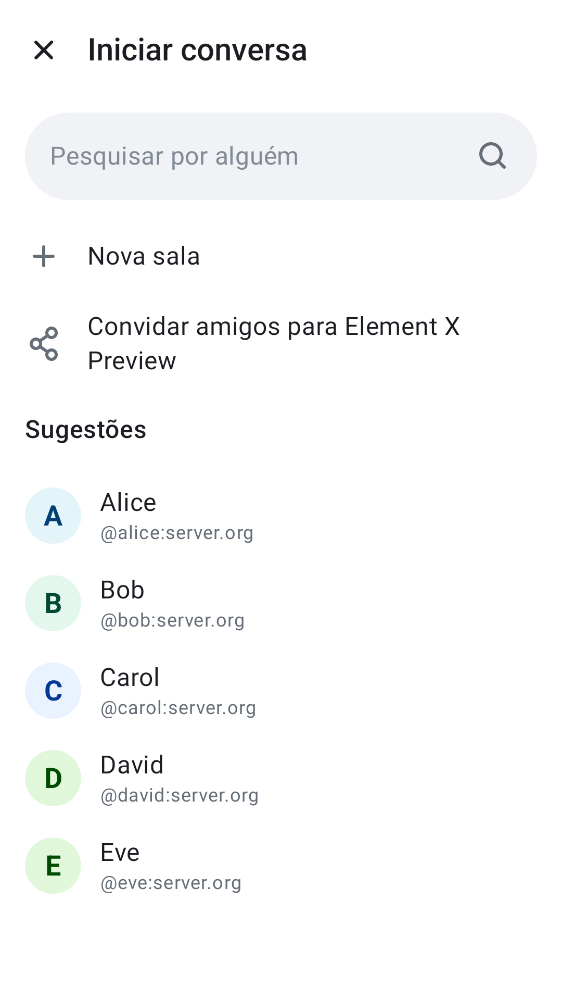 Iniciar conversa
Pesquisar por alguém
Nova sala
Convidar amigos para Element X
Preview
Sugestões
A
Alice
@alice:server.org
B
Bob
@bob:server.org
C
Carol
@carol:server.org
D
David
@david:server.org
E
Eve
@eve:server.org